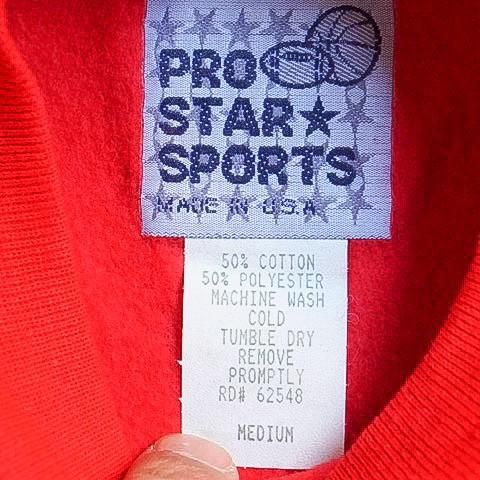 PRO
STAR
SPORTS
MADE IN U.S.A.
50% COTTON
50% POLYESTER
MACHINE WASH
COLD
TUMBLE DRY
REMOVE
PROMPTLY
RD# 62548
MEDIUM